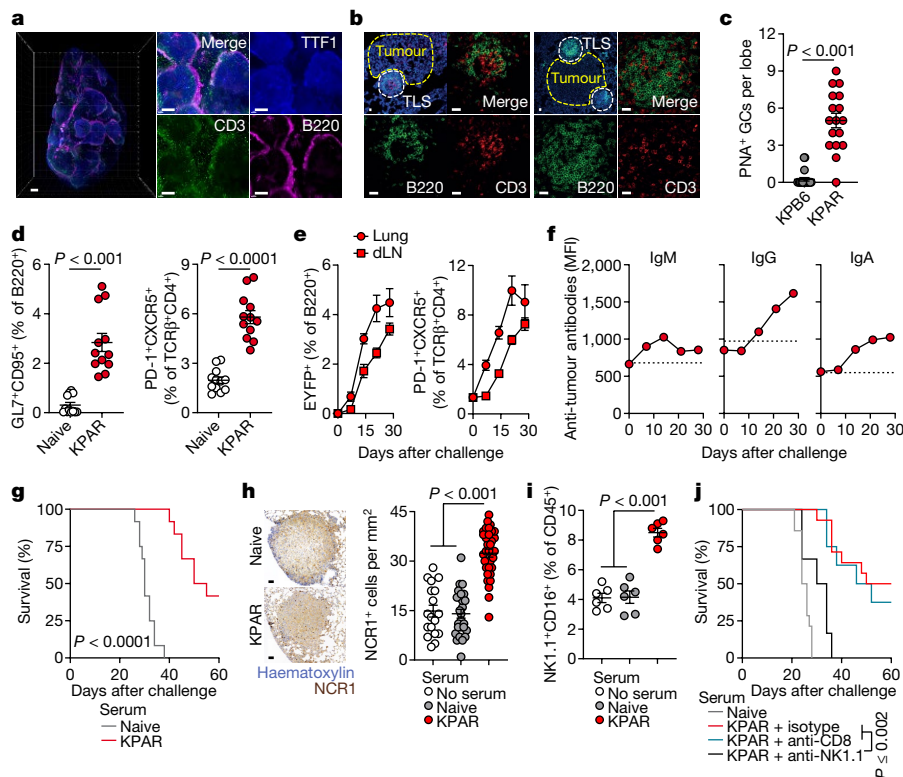 a
Merge
TTF1
CD3
B220
b
Tumour
TLS
Merge
B220
CD3
Tumour
TLS
Merge
B220
CD3
c
P < 0.001
PNA⁺ GCs per lobe
10
8
6
4
2
0
KPB6
KPAR
d
P < 0.001
GL7⁺CD95⁺ (% of B220⁺)
6
4
2
0
Naive
KPAR
P < 0.0001
PD-1⁺CXCR5⁺
(% of TCRβ⁺CD4⁺)
9
6
3
0
Naive
KPAR
e
Lung
dLN
EYFP⁺ (% of B220⁺)
6
4
2
0
0 15 30
PD-1⁺CXCR5⁺
(% of TCRβ⁺CD4⁺)
12
8
4
0
0 15 30
Days after challenge
f
IgM
IgG
IgA
Anti-tumour antibodies (MFI)
2,000
1,500
1,000
500
0
0 10 20 30
0 10 20 30
0 10 20 30
Days after challenge
g
Survival (%)
100
50
0
P < 0.0001
0 20 40 60
Days after challenge
Serum
Naive
KPAR
h
Naive
KPAR
Haematoxylin
NCR1
P < 0.001
NCR1⁺ cells per mm²
45
30
15
0
Serum
No serum
Naive
KPAR
i
P < 0.001
NK1.1⁺CD16⁺ (% of CD45⁺)
10
8
6
4
2
0
Serum
No serum
Naive
KPAR
j
Survival (%)
100
50
0
0 20 40 60
Days after challenge
Serum
Naive
KPAR + isotype
KPAR + anti-CD8
KPAR + anti-NK1.1
P ≤ 0.002